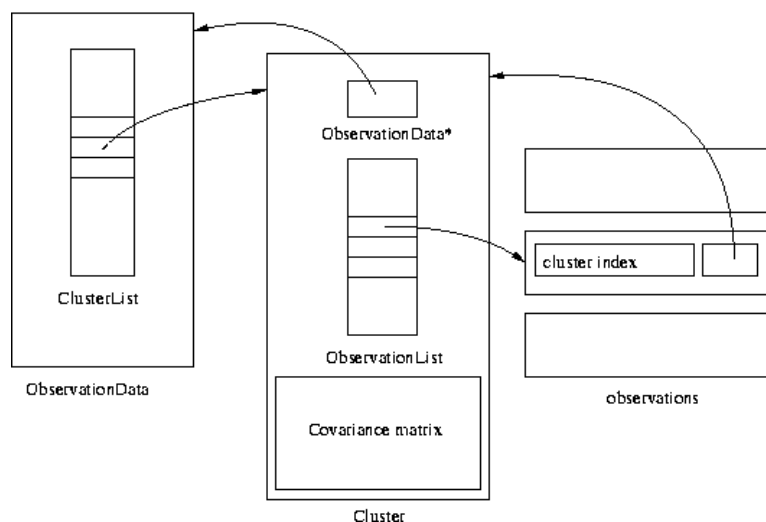 ObservationData*
ClusterList
cluster index
ObservationList
ObservationData
observations
Covariance matrix
Cluster